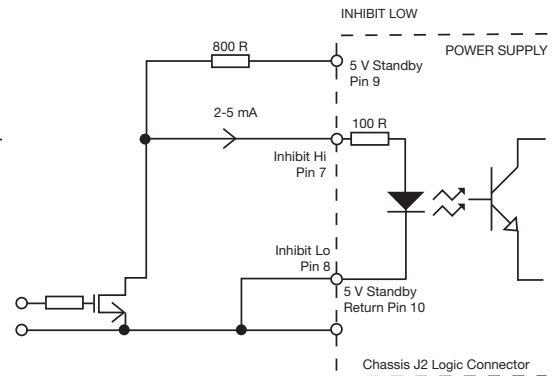 INHIBIT LOW
POWER SUPPLY
800 R
5 V Standby
Pin 9
2-5 mA
100 R
Inhibit Hi
Pin 7
Inhibit Lo
Pin 8
5 V Standby
Return Pin 10
Chassis J2 Logic Connector